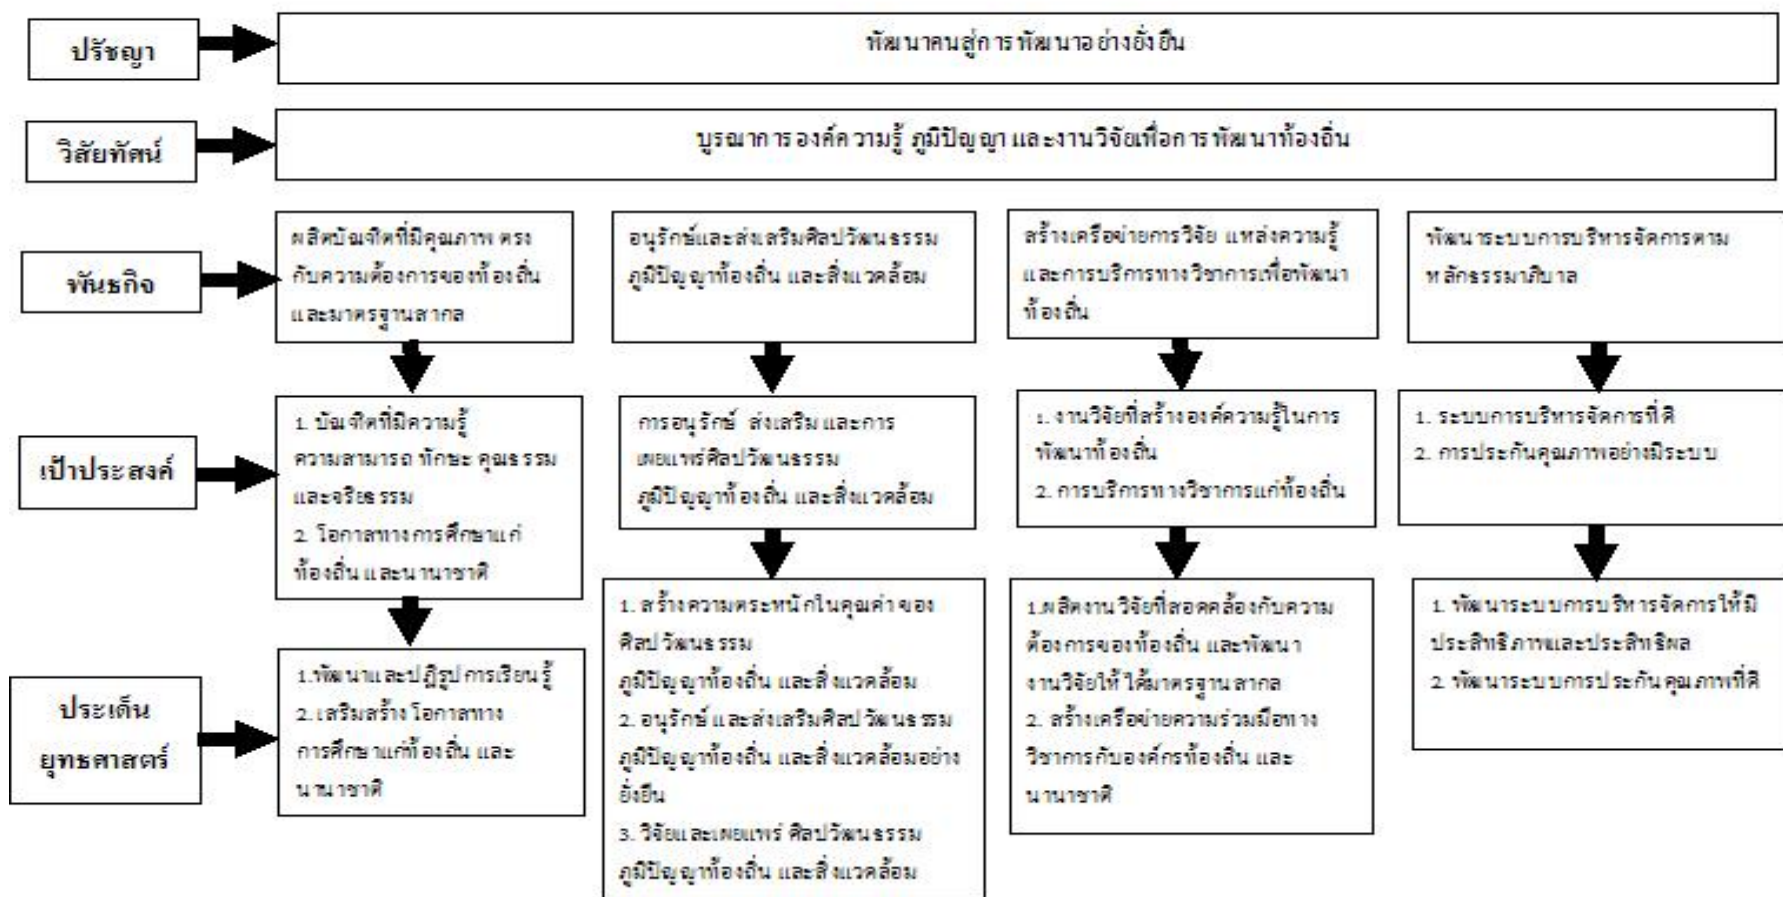 ปรัชญา
พัฒนาคนสู่การพัฒนาอย่างยั่งยืน
วิสัยทัศน์
บูรณาการองค์ความรู้ ภูมิปัญญา และงานวิจัยเพื่อการพัฒนาท้องถิ่น
พันธกิจ
ผลิตบัณฑิตที่มีคุณภาพ ตรง
กับความต้องการของท้องถิ่น
และมาตรฐานสากล
อนุรักษ์และส่งเสริมศิลปวัฒนธรรม
ภูมิปัญญาท้องถิ่น และสิ่งแวดล้อม
สร้างเครือข่ายการวิจัย แหล่งความรู้
และการบริการทางวิชาการเพื่อพัฒนา
ท้องถิ่น
พัฒนาระบบการบริหารจัดการตาม
หลักธรรมาภิบาล
เป้าประสงค์
1. บัณฑิตที่มีความรู้
ความสามารถ ทักษะ คุณธรรม
และจริยธรรม
2. โอกาสทางการศึกษาแก่
ท้องถิ่น และนานาชาติ
การอนุรักษ์ ส่งเสริม และการ
เผยแพร่ศิลปวัฒนธรรม
ภูมิปัญญาท้องถิ่น และสิ่งแวดล้อม
1. งานวิจัยที่สร้างองค์ความรู้ในการ
พัฒนาท้องถิ่น
2. การบริการทางวิชาการแก่ท้องถิ่น
1. ระบบการบริหารจัดการที่ดี
2. การประกันคุณภาพอย่างมีระบบ
ประเด็น
ยุทธศาสตร์
1.พัฒนาและปฏิรูปการเรียนรู้
2. เสริมสร้างโอกาสทาง
การศึกษาแก่ท้องถิ่น และ
นานาชาติ
1. สร้างความตระหนักในคุณค่าของ
ศิลปวัฒนธรรม
ภูมิปัญญาท้องถิ่น และสิ่งแวดล้อม
2. อนุรักษ์ และส่งเสริมศิลปวัฒนธรรม
ภูมิปัญญาท้องถิ่น และสิ่งแวดล้อมอย่าง
ยั่งยืน
3. วิจัยและเผยแพร่ ศิลปวัฒนธรรม
ภูมิปัญญาท้องถิ่น และสิ่งแวดล้อม
1.ผลิตงานวิจัยที่สอดคล้องกับความ
ต้องการของท้องถิ่น และพัฒนา
งานวิจัยให้ได้มาตรฐานสากล
2. สร้างเครือข่ายความร่วมมือทาง
วิชาการกับองค์กรท้องถิ่น และ
นานาชาติ
1. พัฒนาระบบการบริหารจัดการให้มี
ประสิทธิภาพและประสิทธิผล
2. พัฒนาระบบการประกันคุณภาพที่ดี